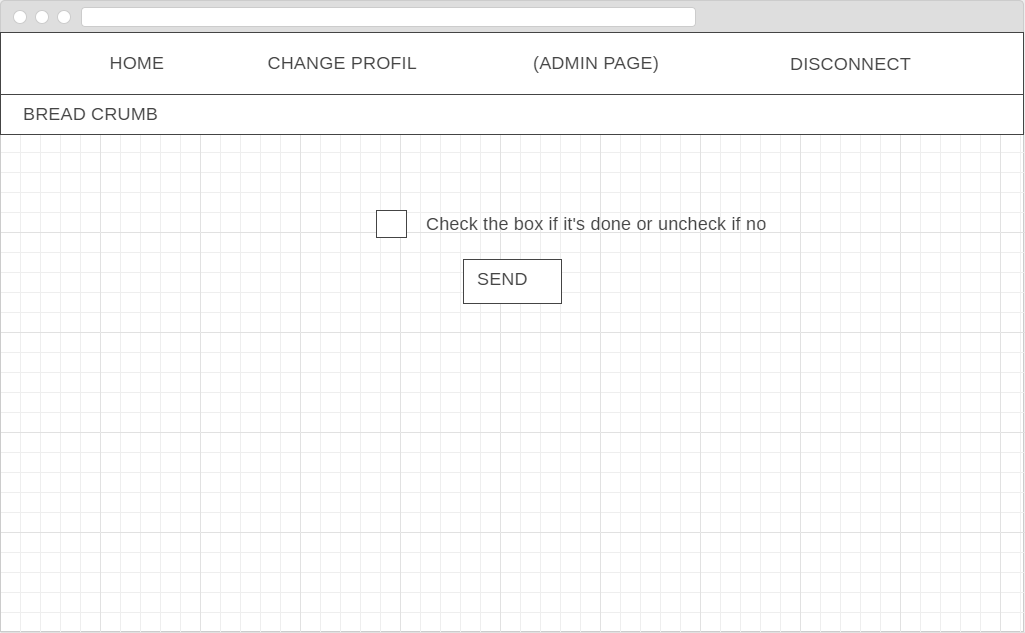 HOME CHANGE PROFIL (ADMIN PAGE) DISCONNECT
BREAD CRUMB
Check the box if it's done or uncheck if no
SEND